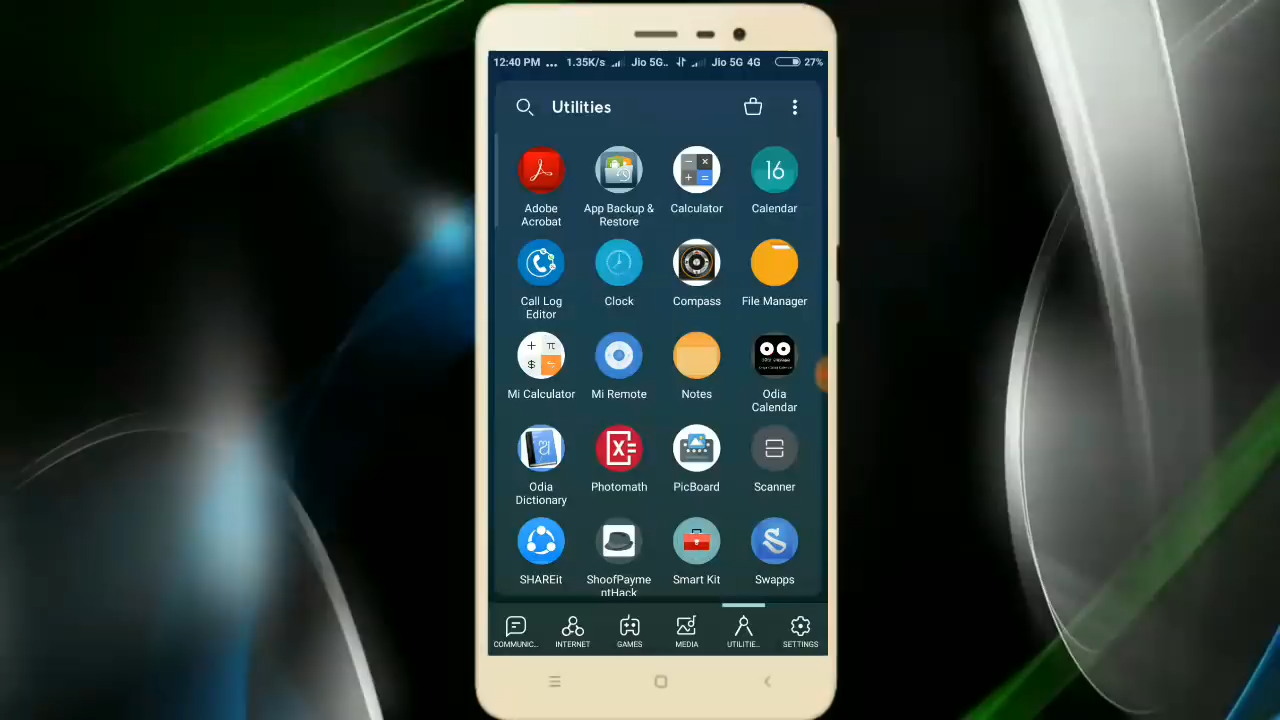 12:40 PM ... 1.35K/s Jio 5G.. Jio 5G 4G 27%
Utilities
16
Adobe
Acrobat
App Backup &
Restore
Calculator
Calendar
Call Log
Editor
Clock
Compass
File Manager
Mi Calculator
Mi Remote
Notes
Odia
Calendar
Odia
Dictionary
Photomath
PicBoard
Scanner
SHAREit
ShoofPayme
ntHack
Smart Kit
Swapps
COMMUNIC.. INTERNET GAMES MEDIA UTILITIE.. SETTINGS